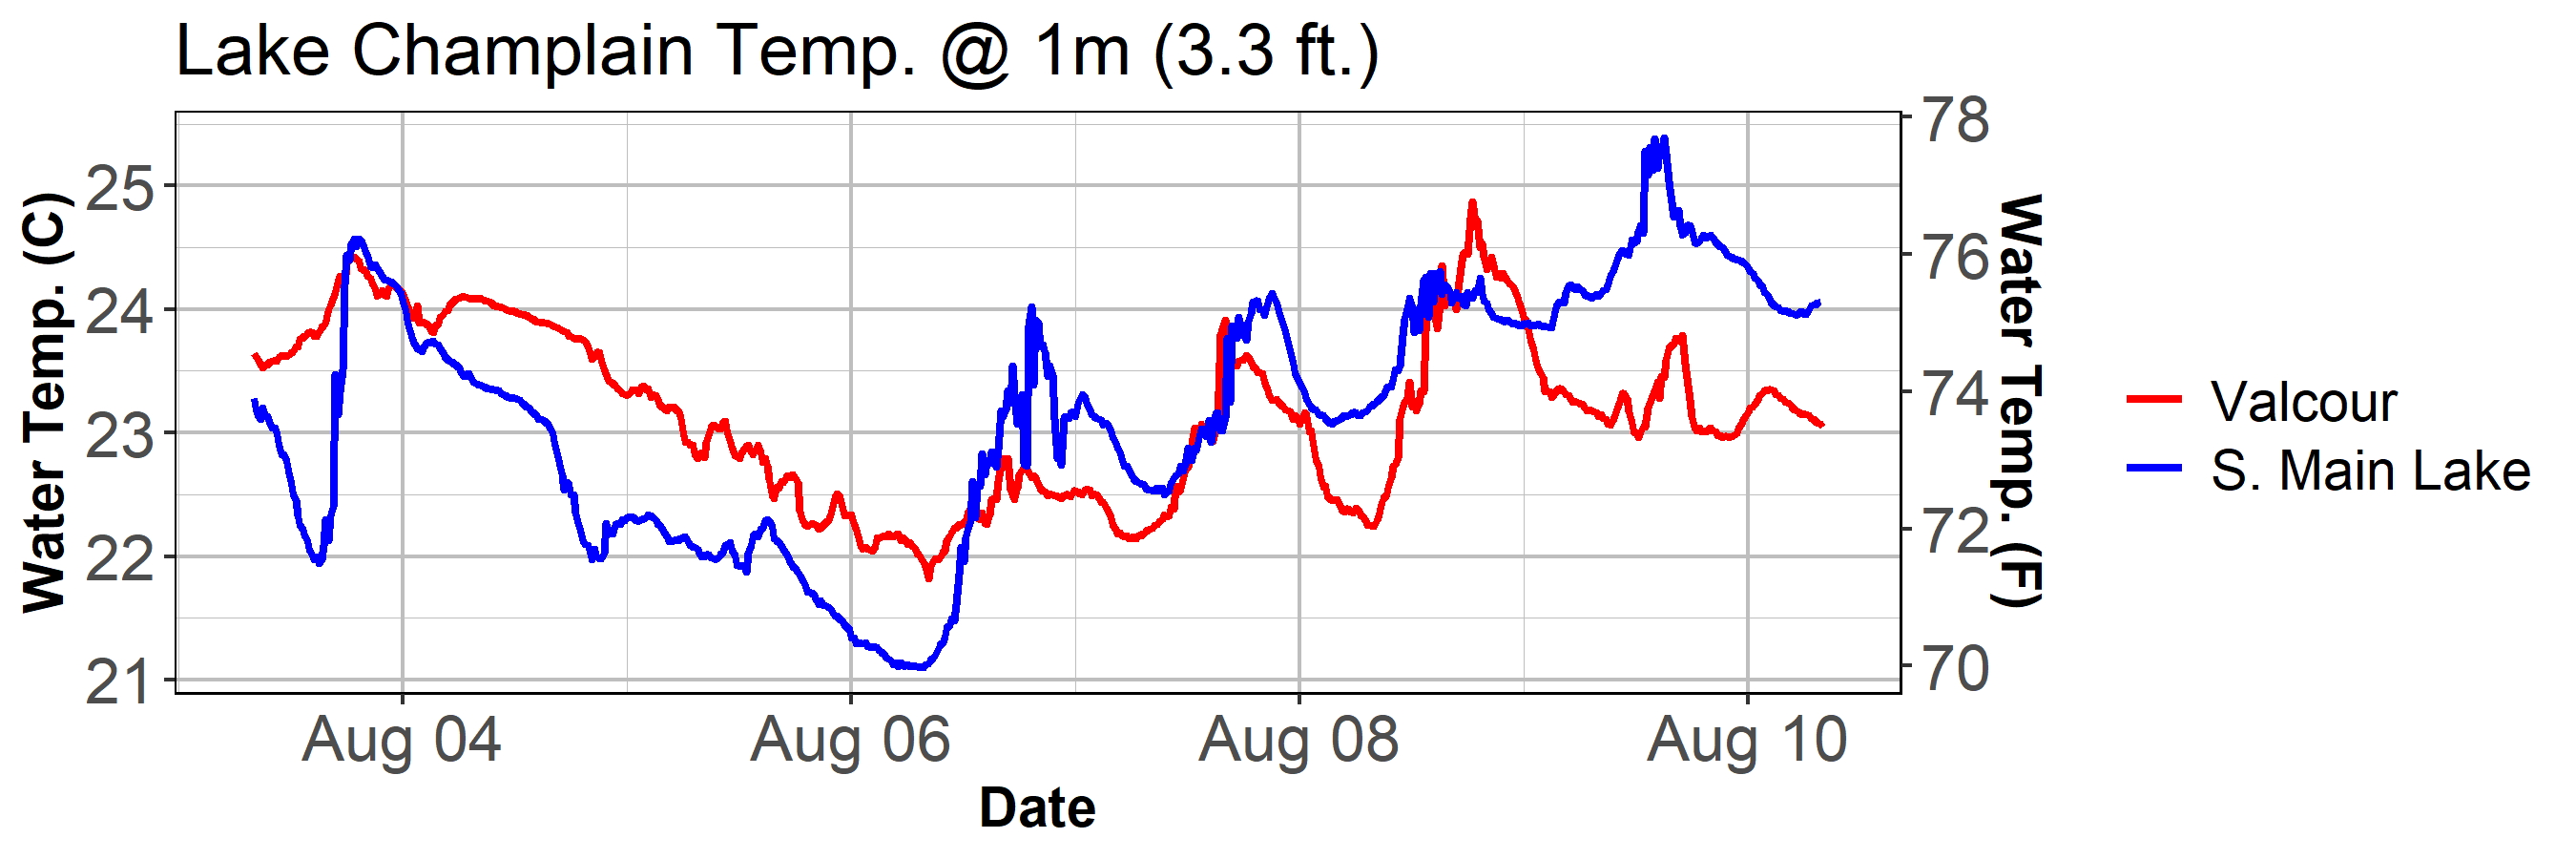 Lake Champlain Temp. @ 1m (3.3 ft.)
Water Temp. (C)
25
24
23
22
21
78
76
74
72
70
Water Temp. (F)
Aug 04
Aug 06
Aug 08
Aug 10
Date
Valcour
S. Main Lake